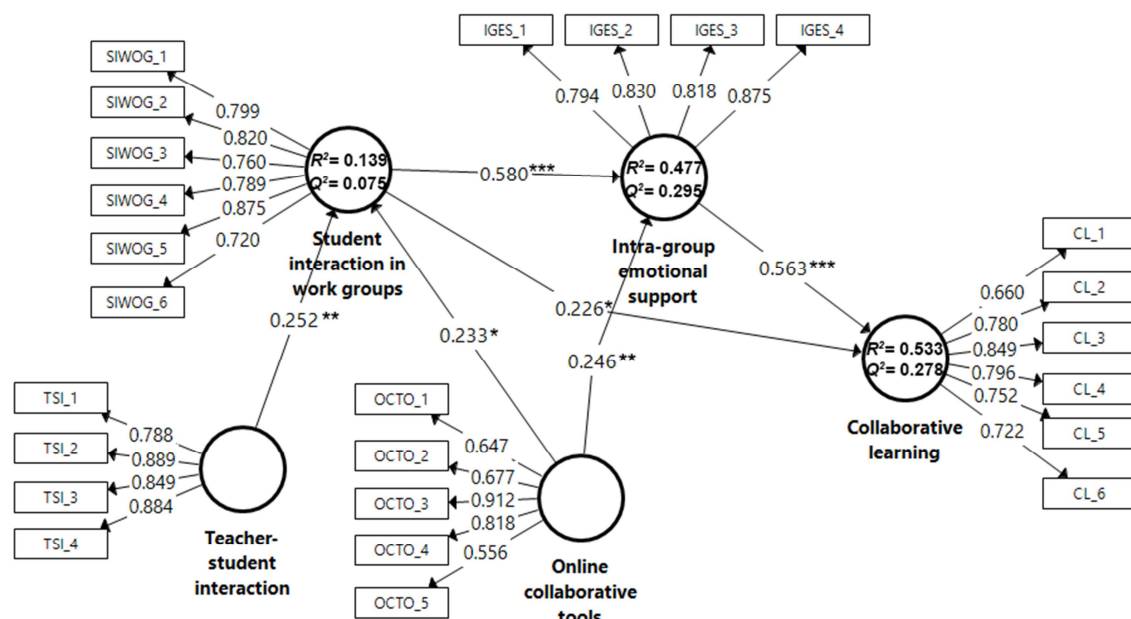 IGES_1
IGES_2
IGES_3
IGES_4
0.794
0.830
0.818
0.875
SIWOG_1
SIWOG_2
SIWOG_3
SIWOG_4
SIWOG_5
SIWOG_6
0.799
0.820
0.760
0.789
0.875
0.720
R²= 0.139
Q²= 0.075
Student
interaction in
work groups
0.580***
R²= 0.477
Q²= 0.295
Intra-group
emotional
support
0.563***
0.226*
0.252**
0.233*
0.246**
R²= 0.533
Q²= 0.278
Collaborative
learning
CL_1
CL_2
CL_3
CL_4
CL_5
CL_6
0.660
0.780
0.849
0.796
0.752
0.722
TSI_1
TSI_2
TSI_3
TSI_4
0.788
0.889
0.849
0.884
Teacher-
student
interaction
OCTO_1
OCTO_2
OCTO_3
OCTO_4
OCTO_5
0.647
0.677
0.912
0.818
0.556
Online
collaborative
tools